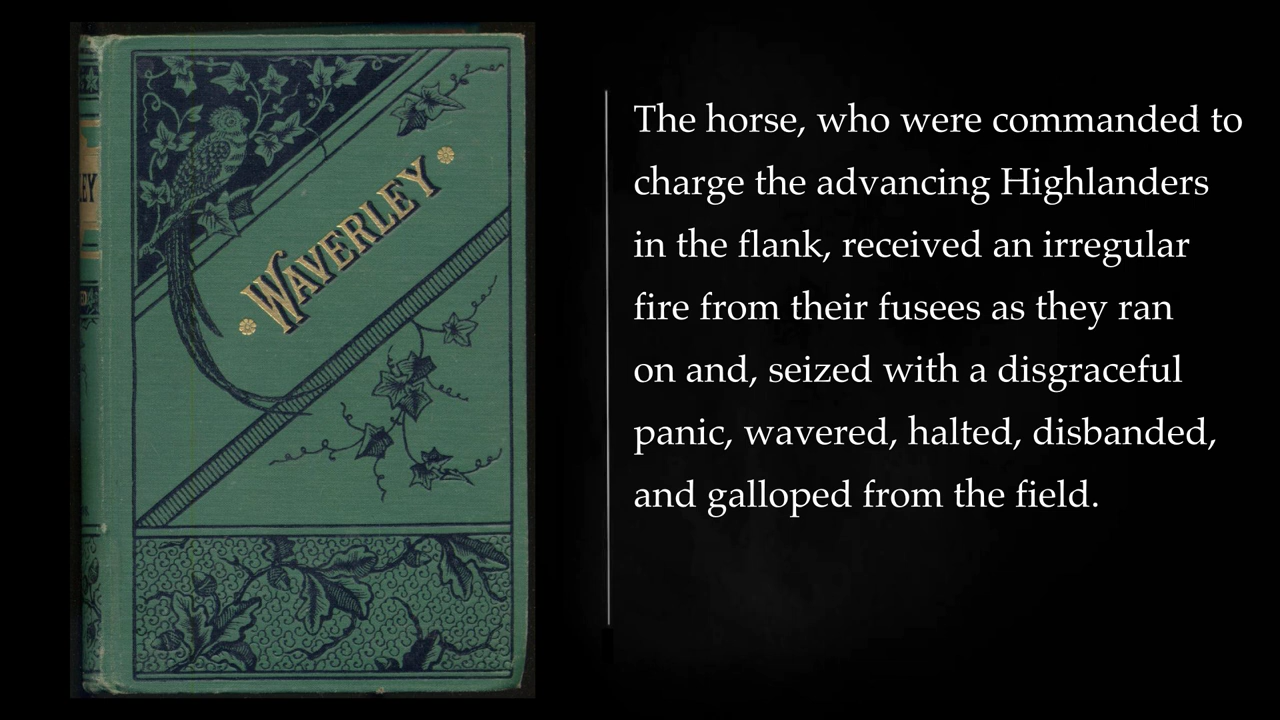 WAVERLEY
The horse, who were commanded to
charge the advancing Highlanders
in the flank, received an irregular
fire from their fusees as they ran
on and, seized with a disgraceful
panic, wavered, halted, disbanded,
and galloped from the field.